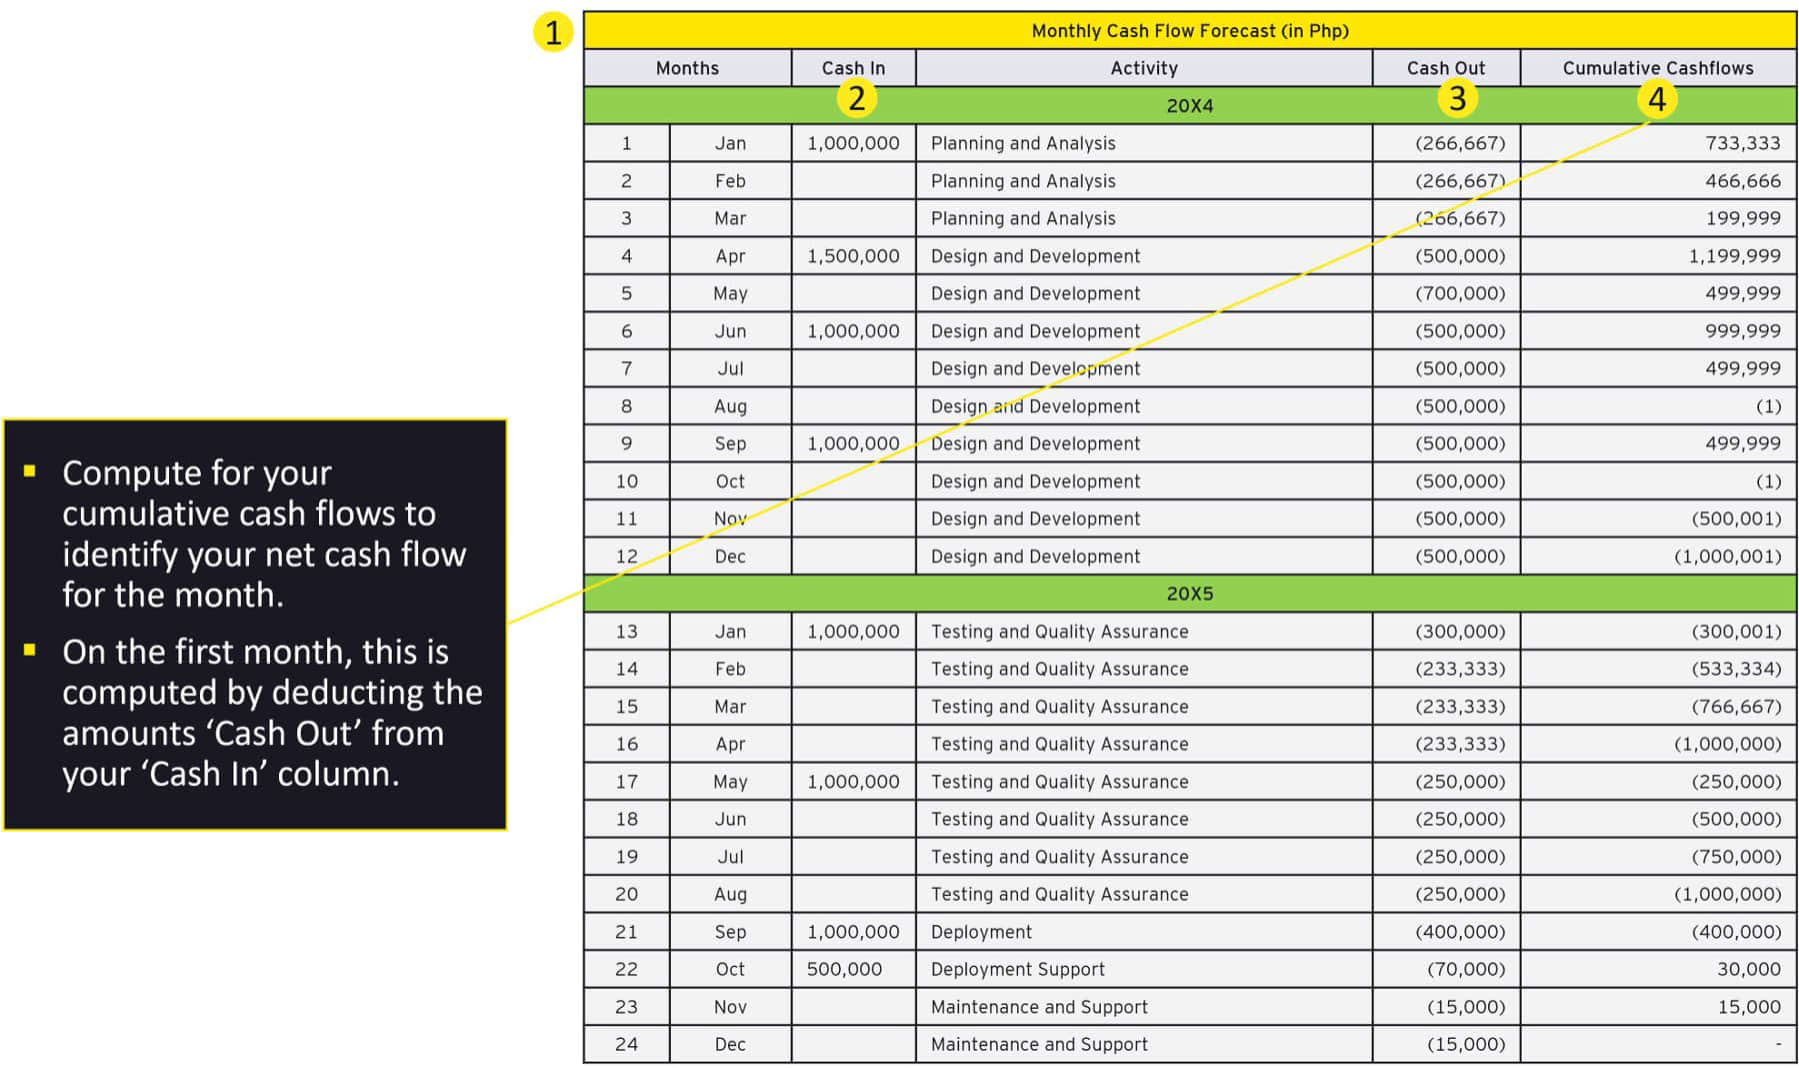 1
Monthly Cash Flow Forecast (in Php)
Months Cash In Activity Cash Out Cumulative Cashflows
2 3 4
20X4
1 Jan 1,000,000 Planning and Analysis (266,667) 733,333
2 Feb Planning and Analysis (266,667) 466,666
3 Mar Planning and Analysis (266,667) 199,999
4 Apr 1,500,000 Design and Development (500,000) 1,199,999
5 May Design and Development (700,000) 499,999
6 Jun 1,000,000 Design and Development (500,000) 999,999
7 Jul Design and Development (500,000) 499,999
8 Aug Design and Development (500,000) (1)
9 Sep 1,000,000 Design and Development (500,000) 499,999
10 Oct Design and Development (500,000) (1)
11 Nov Design and Development (500,000) (500,001)
12 Dec Design and Development (500,000) (1,000,001)
20X5
13 Jan 1,000,000 Testing and Quality Assurance (300,000) (300,001)
14 Feb Testing and Quality Assurance (233,333) (533,334)
15 Mar Testing and Quality Assurance (233,333) (766,667)
16 Apr Testing and Quality Assurance (233,333) (1,000,000)
17 May 1,000,000 Testing and Quality Assurance (250,000) (250,000)
18 Jun Testing and Quality Assurance (250,000) (500,000)
19 Jul Testing and Quality Assurance (250,000) (750,000)
20 Aug Testing and Quality Assurance (250,000) (1,000,000)
21 Sep 1,000,000 Deployment (400,000) (400,000)
22 Oct 500,000 Deployment Support (70,000) 30,000
23 Nov Maintenance and Support (15,000) 15,000
24 Dec Maintenance and Support (15,000) -
▪ Compute for your
cumulative cash flows to
identify your net cash flow
for the month.
▪ On the first month, this is
computed by deducting the
amounts ‘Cash Out’ from
your ‘Cash In’ column.